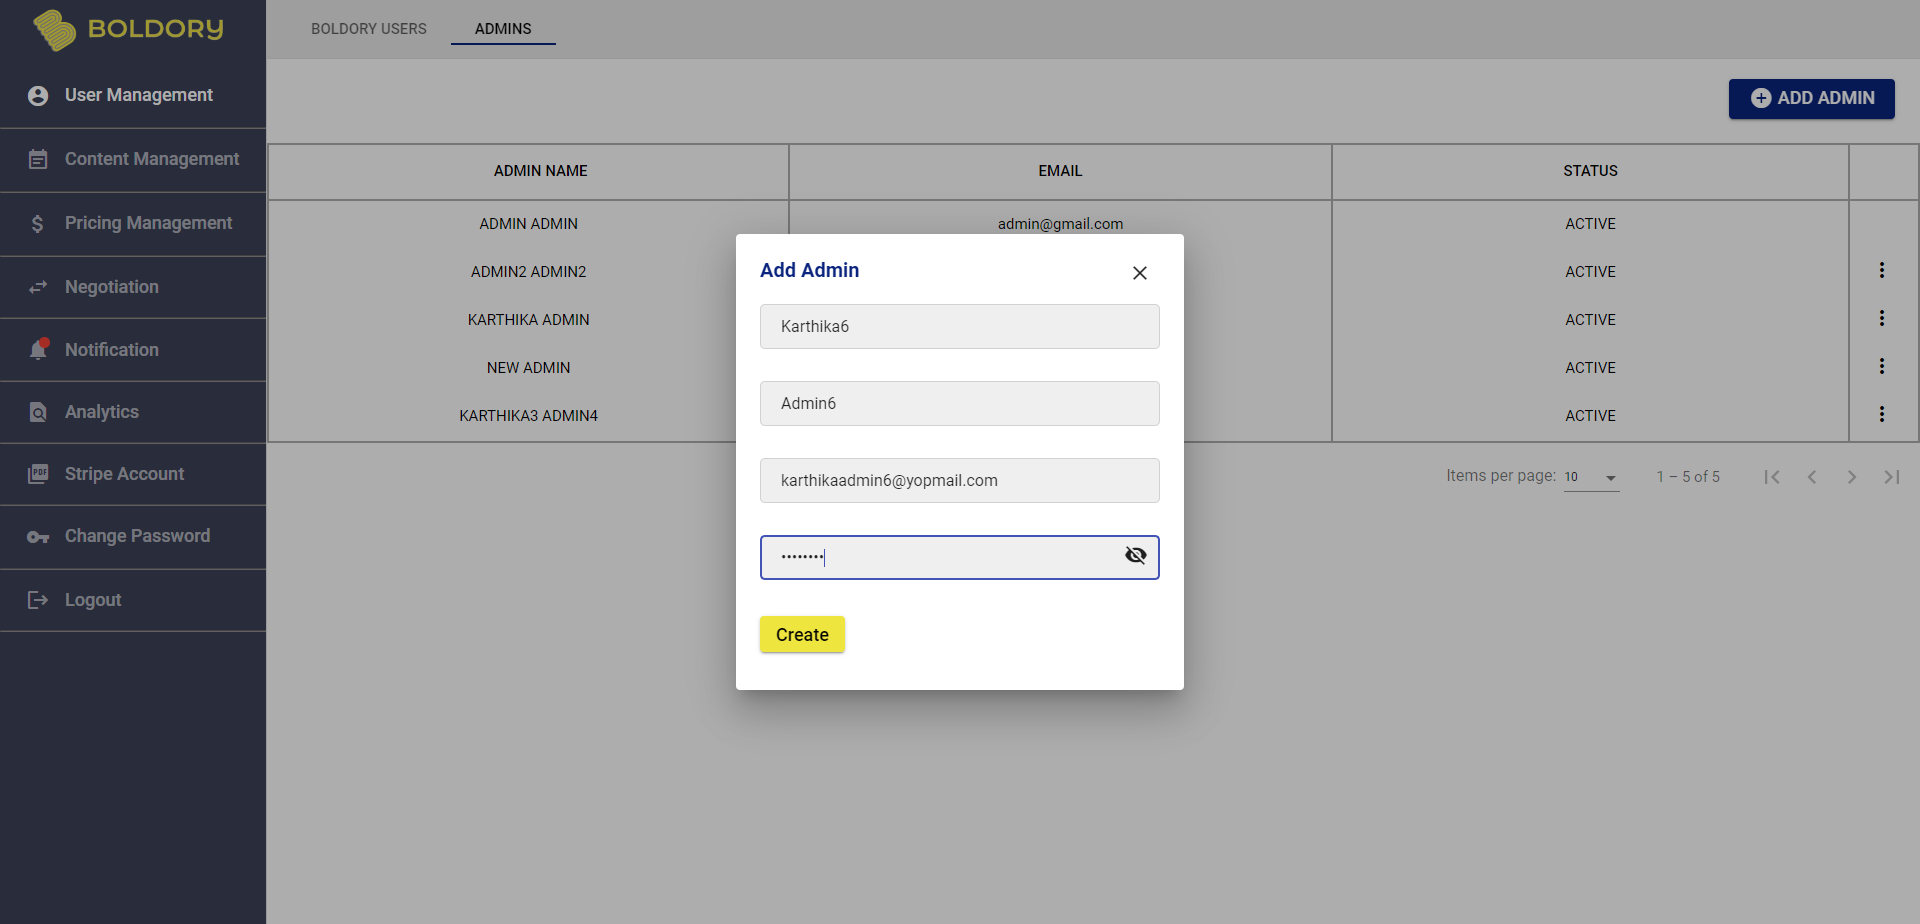 BOLDORY
User Management
Content Management
Pricing Management
Negotiation
Notification
Analytics
PDF
Stripe Account
Change Password
Logout
BOLDORY USERS ADMINS
ADD ADMIN
ADMIN NAME EMAIL STATUS
ADMIN ADMIN admin@gmail.com ACTIVE
ADMIN2 ADMIN2 ACTIVE
KARTHIKA ADMIN ACTIVE
NEW ADMIN ACTIVE
KARTHIKA3 ADMIN4 ACTIVE
Items per page: 10 1 – 5 of 5
Add Admin
Karthika6
Admin6
karthikaadmin6@yopmail.com
••••••••
Create